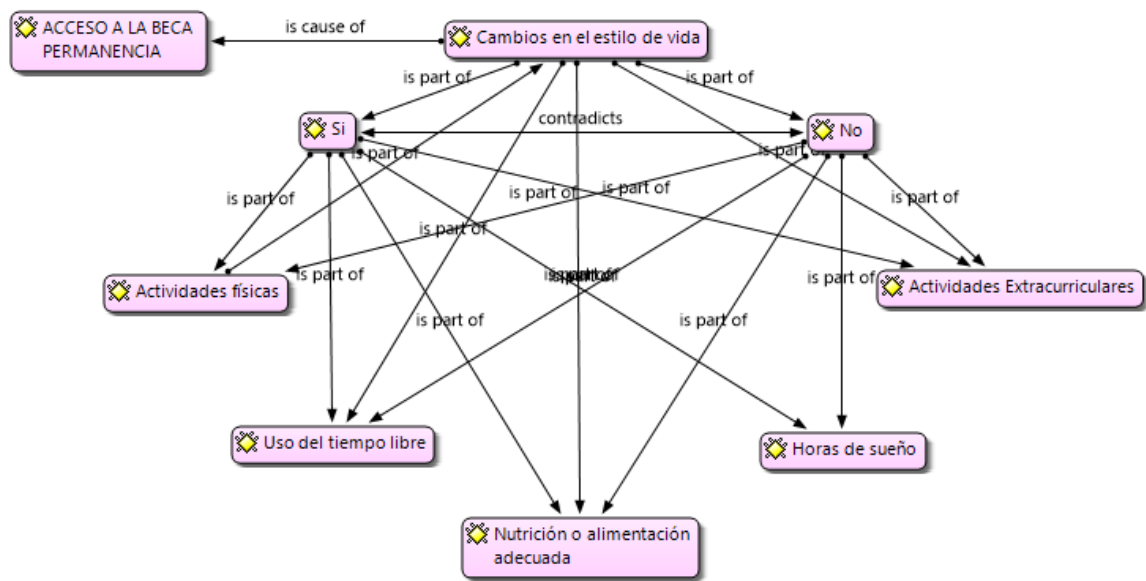 ACCESO A LA BECA
PERMANENCIA
is cause of
Cambios en el estilo de vida
is part of
is part of
Si
contradicts
No
is part of
is part of
is part of
is part of
is part of
is part of
Actividades físicas
is part of
is part of
is part of
Actividades Extracurriculares
is part of
is part of
Uso del tiempo libre
Horas de sueño
Nutrición o alimentación
adecuada